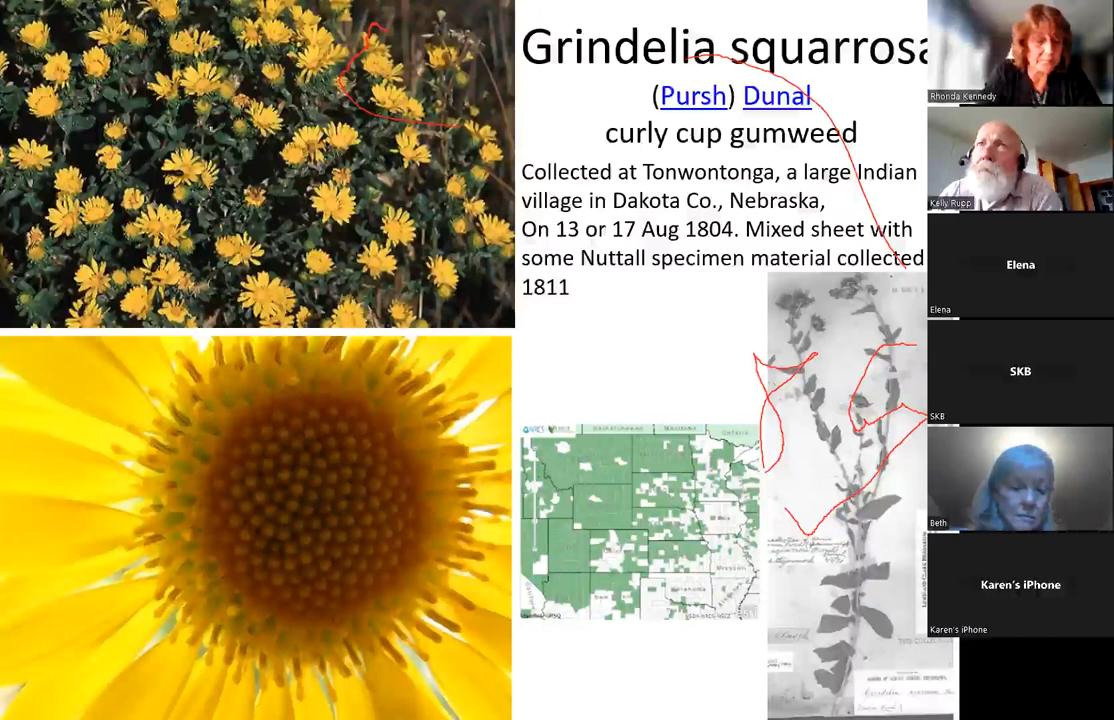 Grindelia squarrosa
(Pursh) Dunal
curly cup gumweed
Collected at Tonwontonga, a large Indian
village in Dakota Co., Nebraska,
On 13 or 17 Aug 1804. Mixed sheet with
some Nuttall specimen material collected
1811
Rhonda Kennedy
Kelly Rupp
Elena
Elena
SKB
SKB
Beth
Karen's iPhone
Karen's iPhone